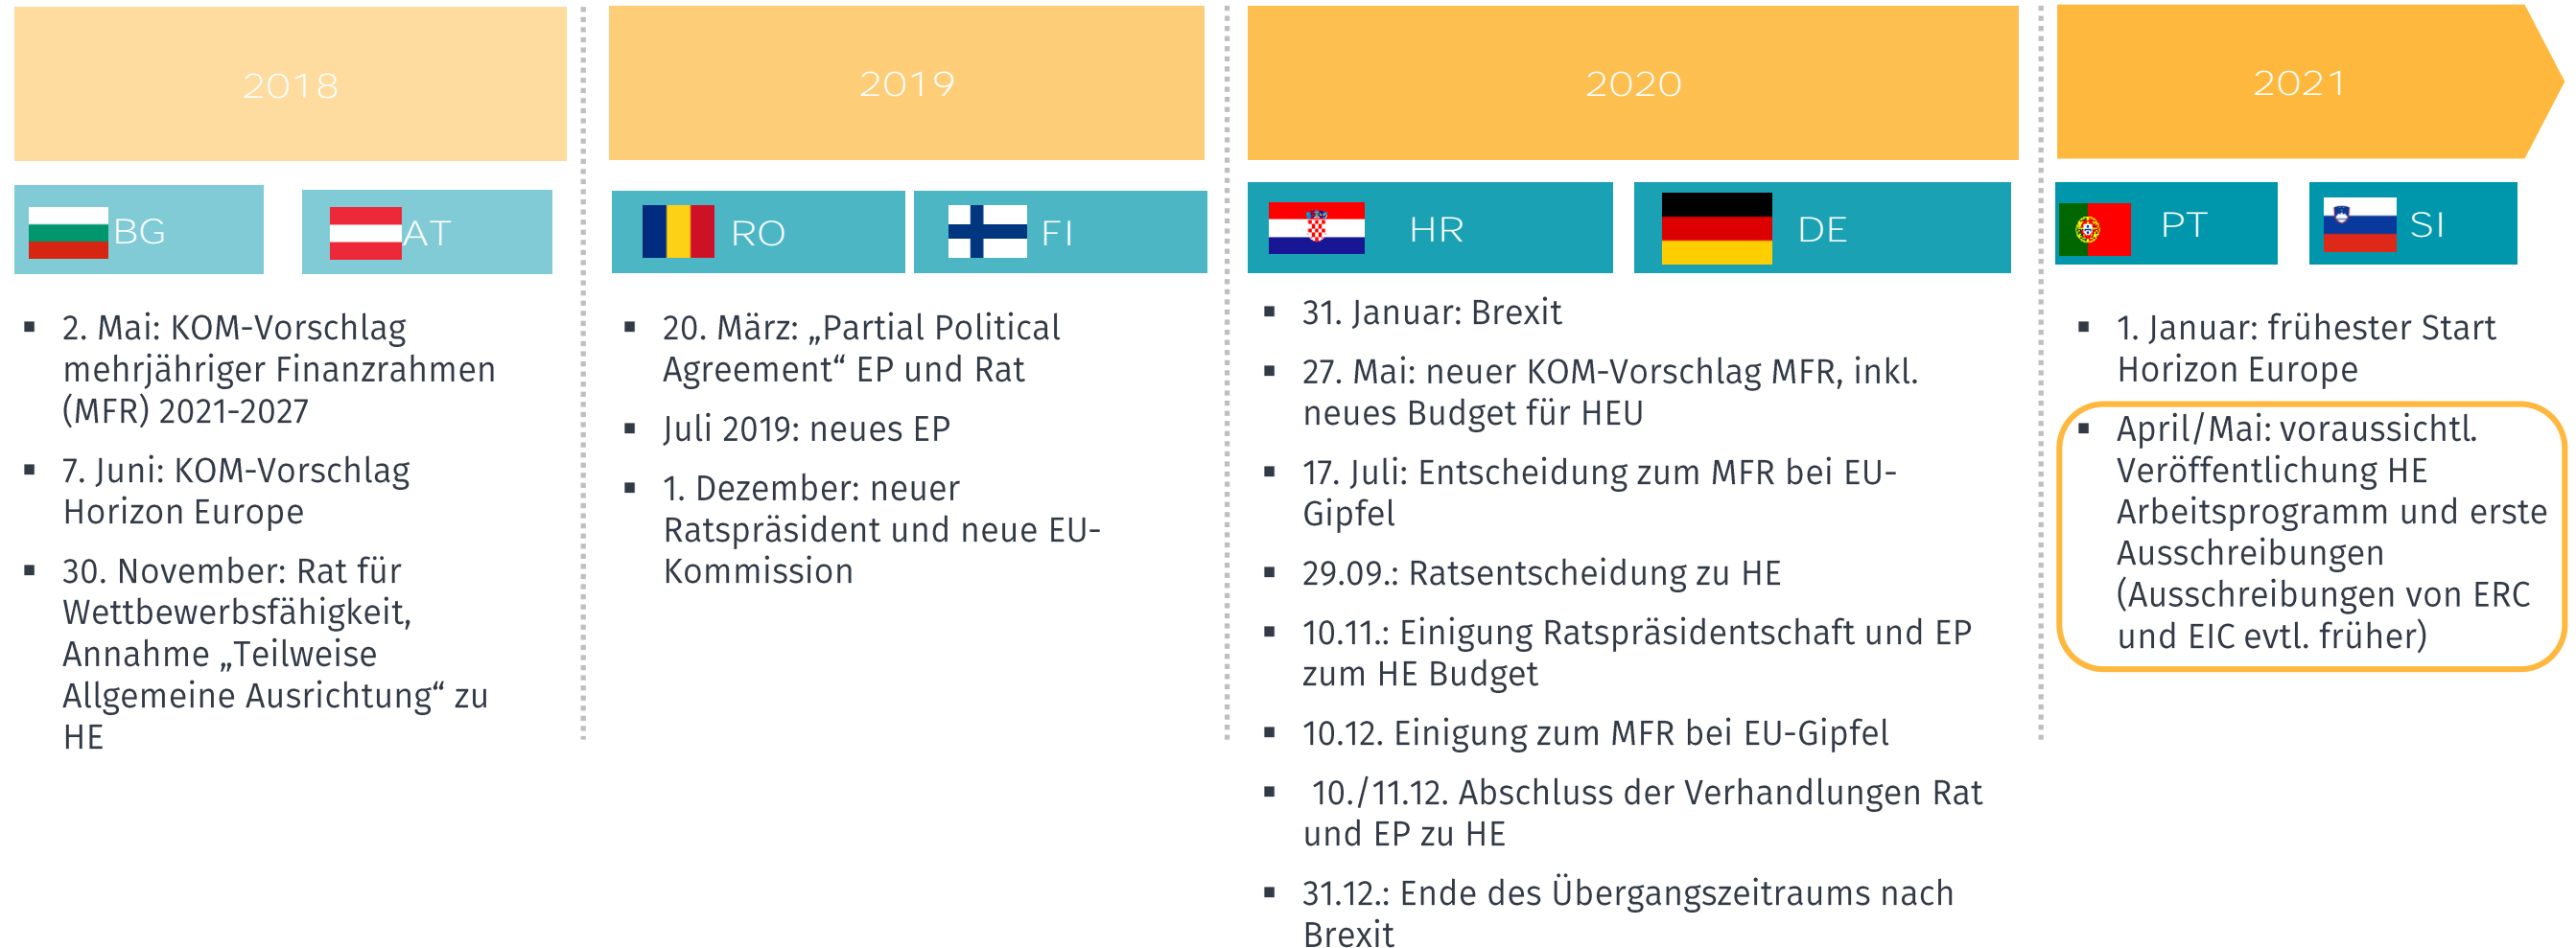 2018
BG
AT
▪ 2. Mai: KOM-Vorschlag
mehrjähriger Finanzrahmen
(MFR) 2021-2027
▪ 7. Juni: KOM-Vorschlag
Horizon Europe
▪ 30. November: Rat für
Wettbewerbsfähigkeit,
Annahme „Teilweise
Allgemeine Ausrichtung“ zu
HE
2019
RO
FI
▪ 20. März: „Partial Political
Agreement“ EP und Rat
▪ Juli 2019: neues EP
▪ 1. Dezember: neuer
Ratspräsident und neue EU-
Kommission
2020
HR
DE
▪ 31. Januar: Brexit
▪ 27. Mai: neuer KOM-Vorschlag MFR, inkl.
neues Budget für HEU
▪ 17. Juli: Entscheidung zum MFR bei EU-
Gipfel
▪ 29.09.: Ratsentscheidung zu HE
▪ 10.11.: Einigung Ratspräsidentschaft und EP
zum HE Budget
▪ 10.12. Einigung zum MFR bei EU-Gipfel
▪ 10./11.12. Abschluss der Verhandlungen Rat
und EP zu HE
▪ 31.12.: Ende des Übergangszeitraums nach
Brexit
2021
PT
SI
▪ 1. Januar: frühester Start
Horizon Europe
▪ April/Mai: voraussichtl.
Veröffentlichung HE
Arbeitsprogramm und erste
Ausschreibungen
(Ausschreibungen von ERC
und EIC evtl. früher)